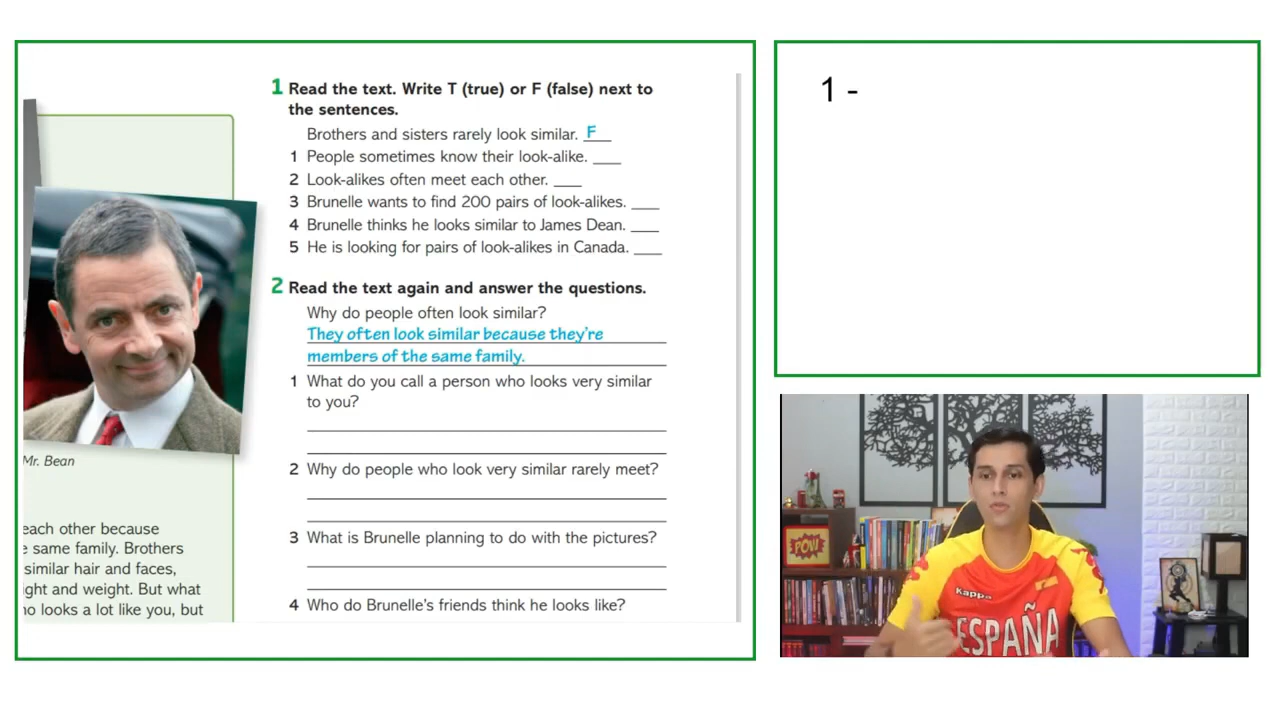 1 Read the text. Write T (true) or F (false) next to
the sentences.
Brothers and sisters rarely look similar. F
1 People sometimes know their look-alike. ____
2 Look-alikes often meet each other. ____
3 Brunelle wants to find 200 pairs of look-alikes. ____
4 Brunelle thinks he looks similar to James Dean. ____
5 He is looking for pairs of look-alikes in Canada. ____
2 Read the text again and answer the questions.
Why do people often look similar?
They often look similar because they're
members of the same family.
1 What do you call a person who looks very similar
to you?
2 Why do people who look very similar rarely meet?
3 What is Brunelle planning to do with the pictures?
4 Who do Brunelle's friends think he looks like?
Mr. Bean
each other because
e same family. Brothers
similar hair and faces,
ight and weight. But what
ho looks a lot like you, but
1 -
POW!
Kappa
ESPAÑA